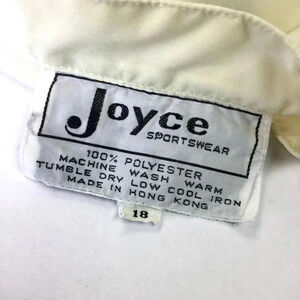 Joyce
SPORTSWEAR
100% POLYESTER
MACHINE WASH WARM
TUMBLE DRY LOW COOL IRON
MADE IN HONG KONG
18